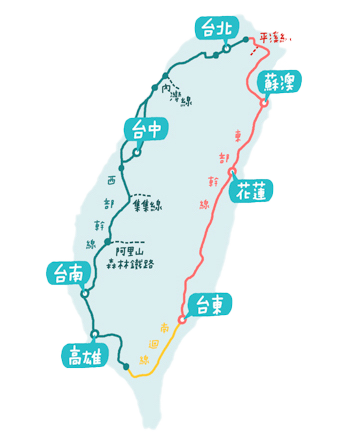 台北
平溪線
蘇澳
內灣線
台中
東部幹線
西部幹線
集集線
花蓮
阿里山
森林鐵路
台南
台東
南迴線
高雄